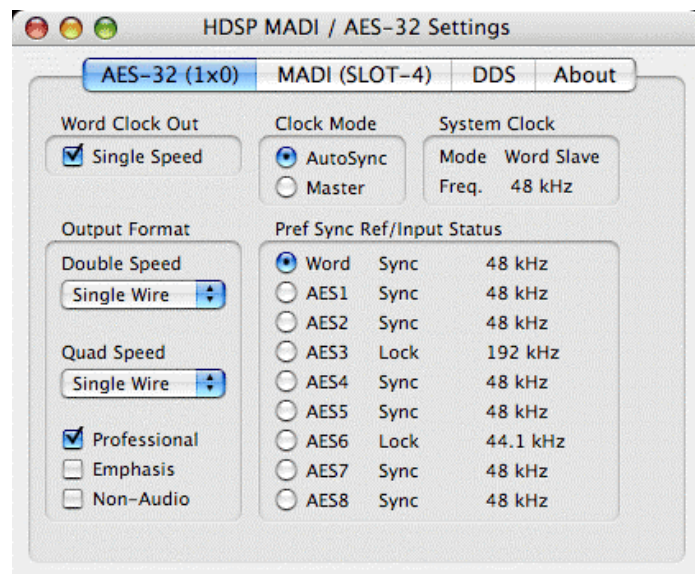 HDSP MADI / AES-32 Settings
AES-32 (1x0) MADI (SLOT-4) DDS About
Word Clock Out
Single Speed
Clock Mode
AutoSync
Master
System Clock
Mode Word Slave
Freq. 48 kHz
Output Format
Double Speed
Single Wire
Quad Speed
Single Wire
Professional
Emphasis
Non-Audio
Pref Sync Ref/Input Status
Word Sync 48 kHz
AES1 Sync 48 kHz
AES2 Sync 48 kHz
AES3 Lock 192 kHz
AES4 Sync 48 kHz
AES5 Sync 48 kHz
AES6 Lock 44.1 kHz
AES7 Sync 48 kHz
AES8 Sync 48 kHz